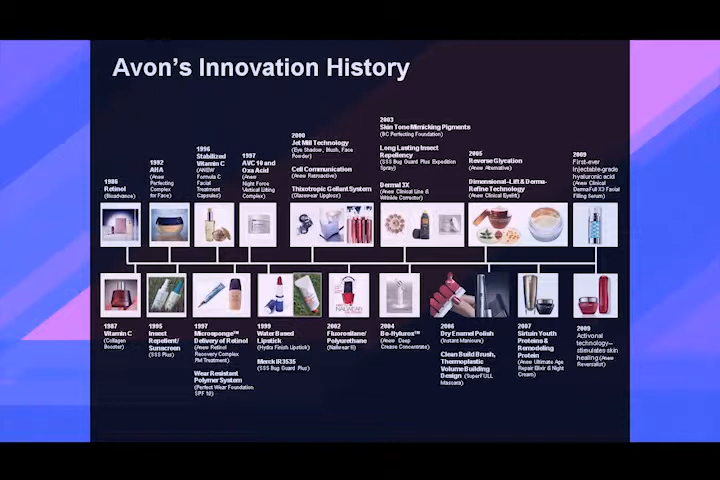 Avon's Innovation History
1986
Retinol
(Bioadvance)
1992
AHA
(Anew
Perfecting
Complex
for Face)
1996
Stabilized
Vitamin C
(ANEW
Formula C
Facial
Treatment
Capsules)
1997
AVC 10 and
Oxa Acid
(Anew
Night Force
Vertical Lifting
Complex)
2000
Jet Mill Technology
(Eye Shadow, Blush, Face
Powder)
Cell Communication
(Anew Retroactive)
Thixotropic Gellant System
(Glazewear Lipgloss)
2003
Skin Tone Mimicking Pigments
(BC Perfecting Foundation)
Long Lasting Insect
Repellency
(SSS Bug Guard Plus Expedition
Spray)
Dermal 3X
(Anew Clinical Line &
Wrinkle Corrector)
2005
Reverse Glycation
(Anew Alternative)
Dimensional-Lift & Derma-
Refine Technology
(Anew Clinical Eyelift)
2009
First-ever
injectable-grade
hyaluronic acid
(Anew Clinical
DermaFull X3 Facial
Filling Serum)
1987
Vitamin C
(Collagen
Booster)
1995
Insect
Repellent/
Sunscreen
(SSS Plus)
1997
Microsponge™
Delivery of Retinol
(Anew Retinol
Recovery Complex
PM Treatment)
Wear Resistant
Polymer System
(Perfect Wear Foundation
SPF 10)
1999
Water Based
Lipstick
(Hydra Finish Lipstick)
Merck IR3535
(SSS Bug Guard Plus)
2002
Fluorosilane/
Polyurethane
(Nailwear)
2004
Bo-Hylurox™
(Anew Deep
Crease Concentrate)
2006
Dry Enamel Polish
(Instant Manicure)
Clean Build Brush,
Thermoplastic
Volume Building
Design (SuperFULL
Mascara)
2007
Sirtuin Youth
Proteins &
Remodeling
Protein
(Anew Ultimate Age
Repair Elixir & Night
Cream)
2009
Activonal
technology–
stimulates skin
healing (Anew
Reversalist)